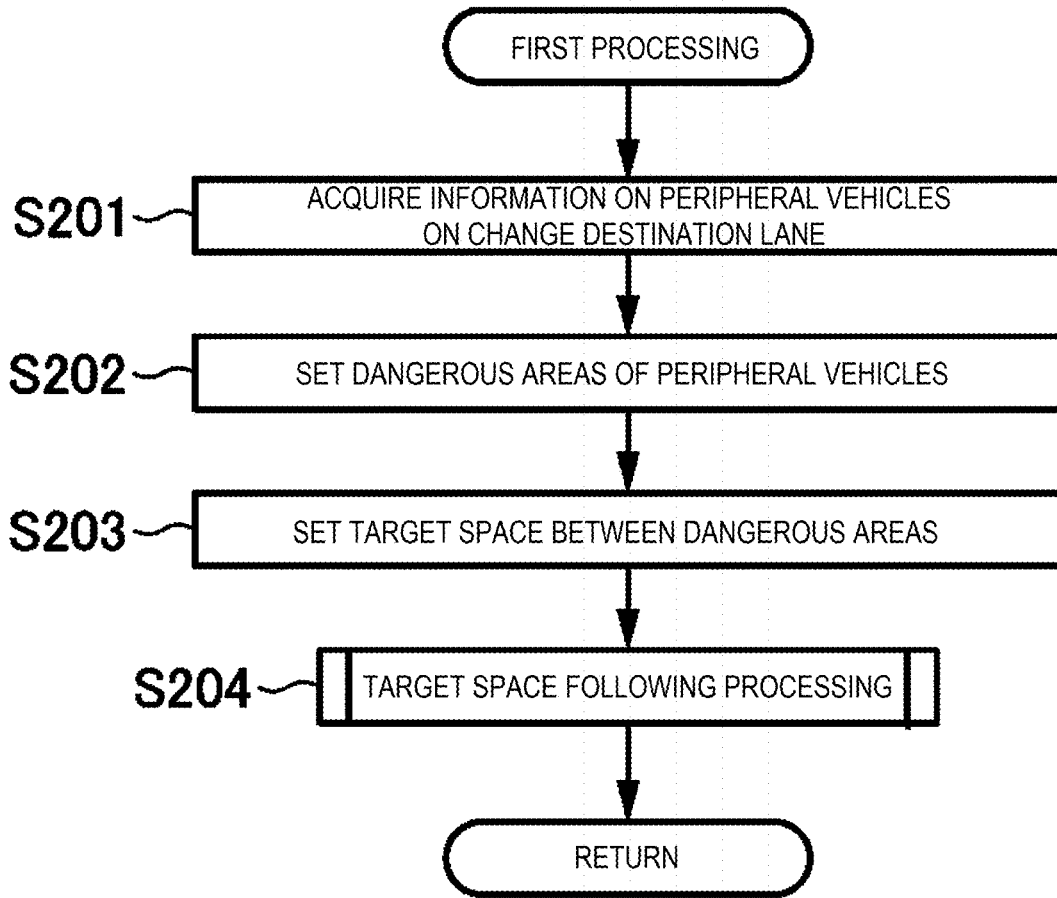 FIRST PROCESSING
S201
ACQUIRE INFORMATION ON PERIPHERAL VEHICLES
ON CHANGE DESTINATION LANE
S202
SET DANGEROUS AREAS OF PERIPHERAL VEHICLES
S203
SET TARGET SPACE BETWEEN DANGEROUS AREAS
S204
TARGET SPACE FOLLOWING PROCESSING
RETURN